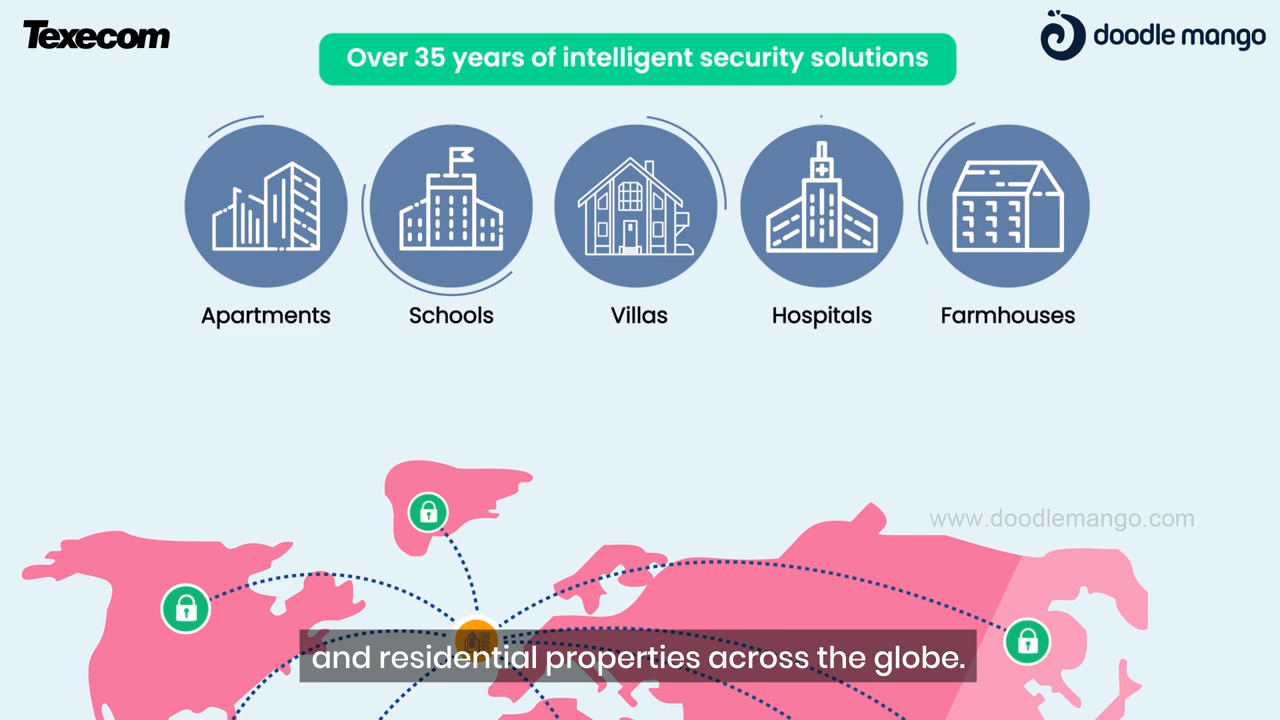 Texecom
doodle mango
Over 35 years of intelligent security solutions
Apartments
Schools
Villas
Hospitals
Farmhouses
www.doodlemango.com
and residential properties across the globe.